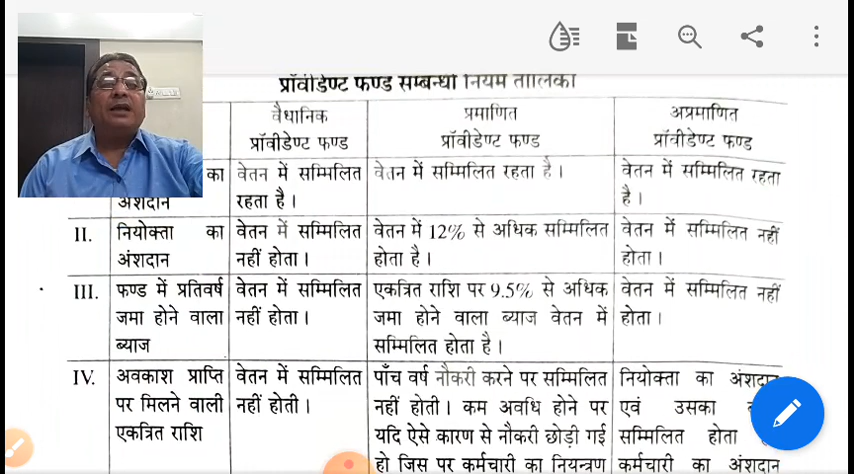 प्रॉवीडेण्ट फण्ड सम्बन्धी नियम तालिका
वैधानिक
प्रॉवीडेण्ट फण्ड
प्रमाणित
प्रॉवीडेण्ट फण्ड
अप्रमाणित
प्रॉवीडेण्ट फण्ड
का
अंशदान
वेतन में सम्मिलित
रहता है।
वेतन में सम्मिलित रहता है।
वेतन में सम्मिलित रहता
है।
II.
नियोक्ता का
अंशदान
वेतन में सम्मिलित
नहीं होता।
वेतन में 12% से अधिक सम्मिलित
होता है।
वेतन में सम्मिलित नहीं
होता।
III.
फण्ड में प्रतिवर्ष
जमा होने वाला
ब्याज
वेतन में सम्मिलित
नहीं होता।
एकत्रित राशि पर 9.5% से अधिक
जमा होने वाला ब्याज वेतन में
सम्मिलित होता है।
वेतन में सम्मिलित नहीं
होता।
IV.
अवकाश प्राप्ति
पर मिलने वाली
एकत्रित राशि
वेतन में सम्मिलित
नहीं होती।
पाँच वर्ष नौकरी करने पर सम्मिलित
नहीं होती। कम अवधि होने पर
यदि ऐसे कारण से नौकरी छोड़ी गई
हो जिस पर कर्मचारी का नियन्त्रण
नियोक्ता का अंशदान
एवं उसका
सम्मिलित होता
कर्मचारी का अंशदान